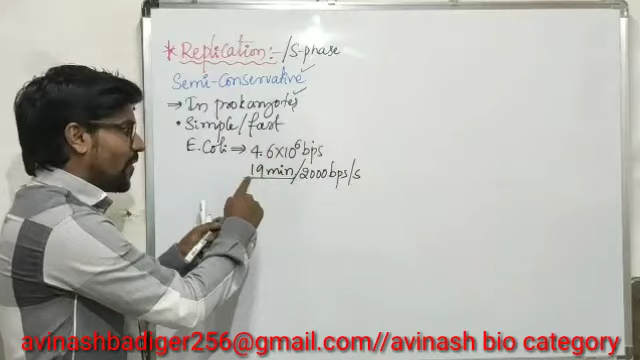 * Replication:-/S-phase
Semi-Conservative ✓
⇒ In prokaryotes ✓
• Simple/fast
E.Coli ⇒ 4.6×10⁶ bps
19 min/2000 bps/s
avinashbadiger256@gmail.com//avinash bio category